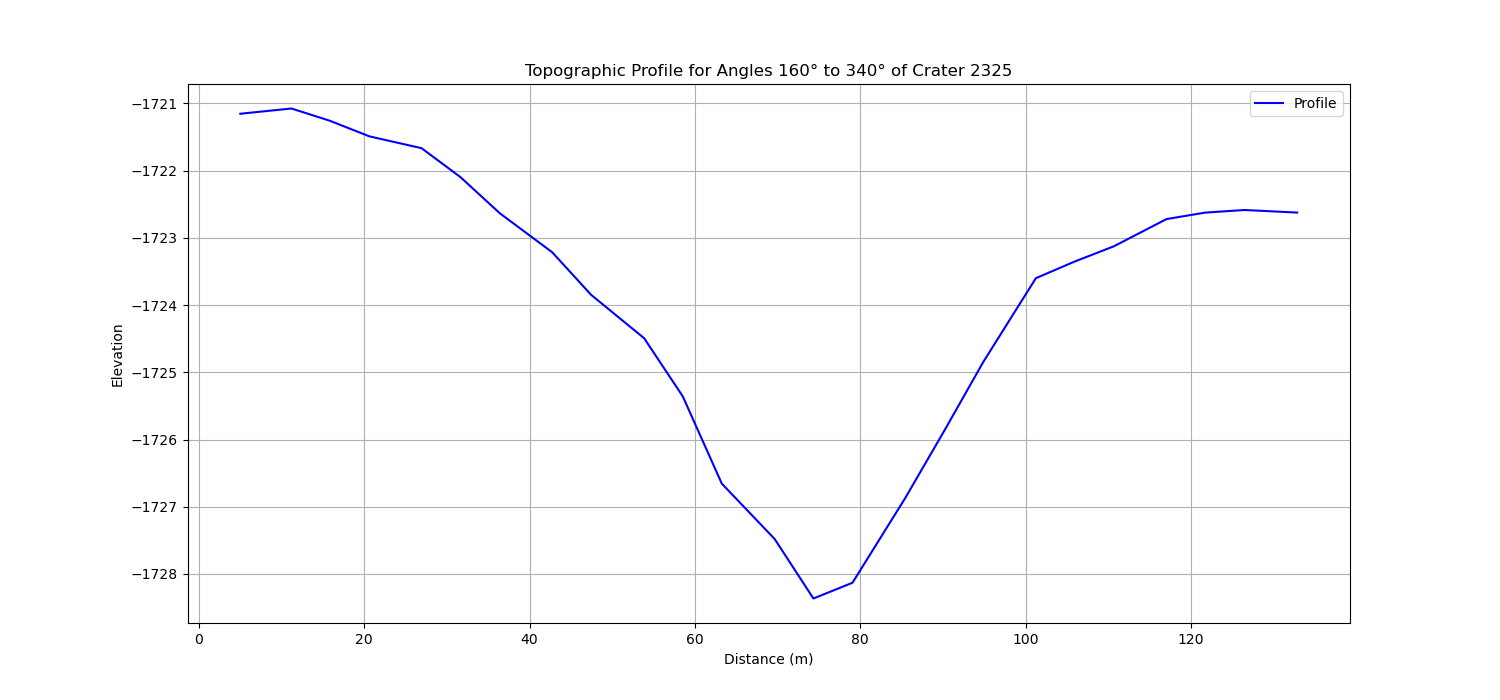 Topographic Profile for Angles 160° to 340° of Crater 2325
Profile
−1721
−1722
−1723
−1724
−1725
−1726
−1727
−1728
Elevation
0 20 40 60 80 100 120
Distance (m)